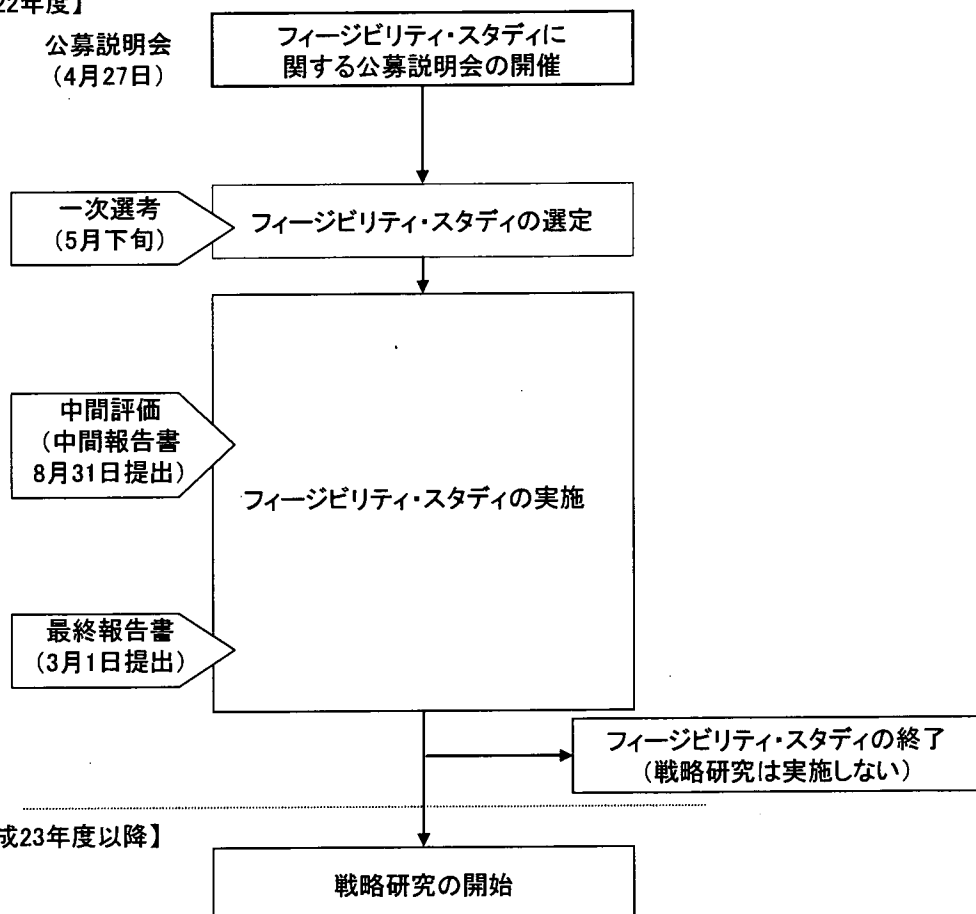 22年度】
公募説明会
(4月27日)
フィージビリティ・スタディに
関する公募説明会の開催
一次選考
(5月下旬)
フィージビリティ・スタディの選定
中間評価
(中間報告書
8月31日提出)
フィージビリティ・スタディの実施
最終報告書
(3月1日提出)
フィージビリティ・スタディの終了
(戦略研究は実施しない)
成23年度以降】
戦略研究の開始